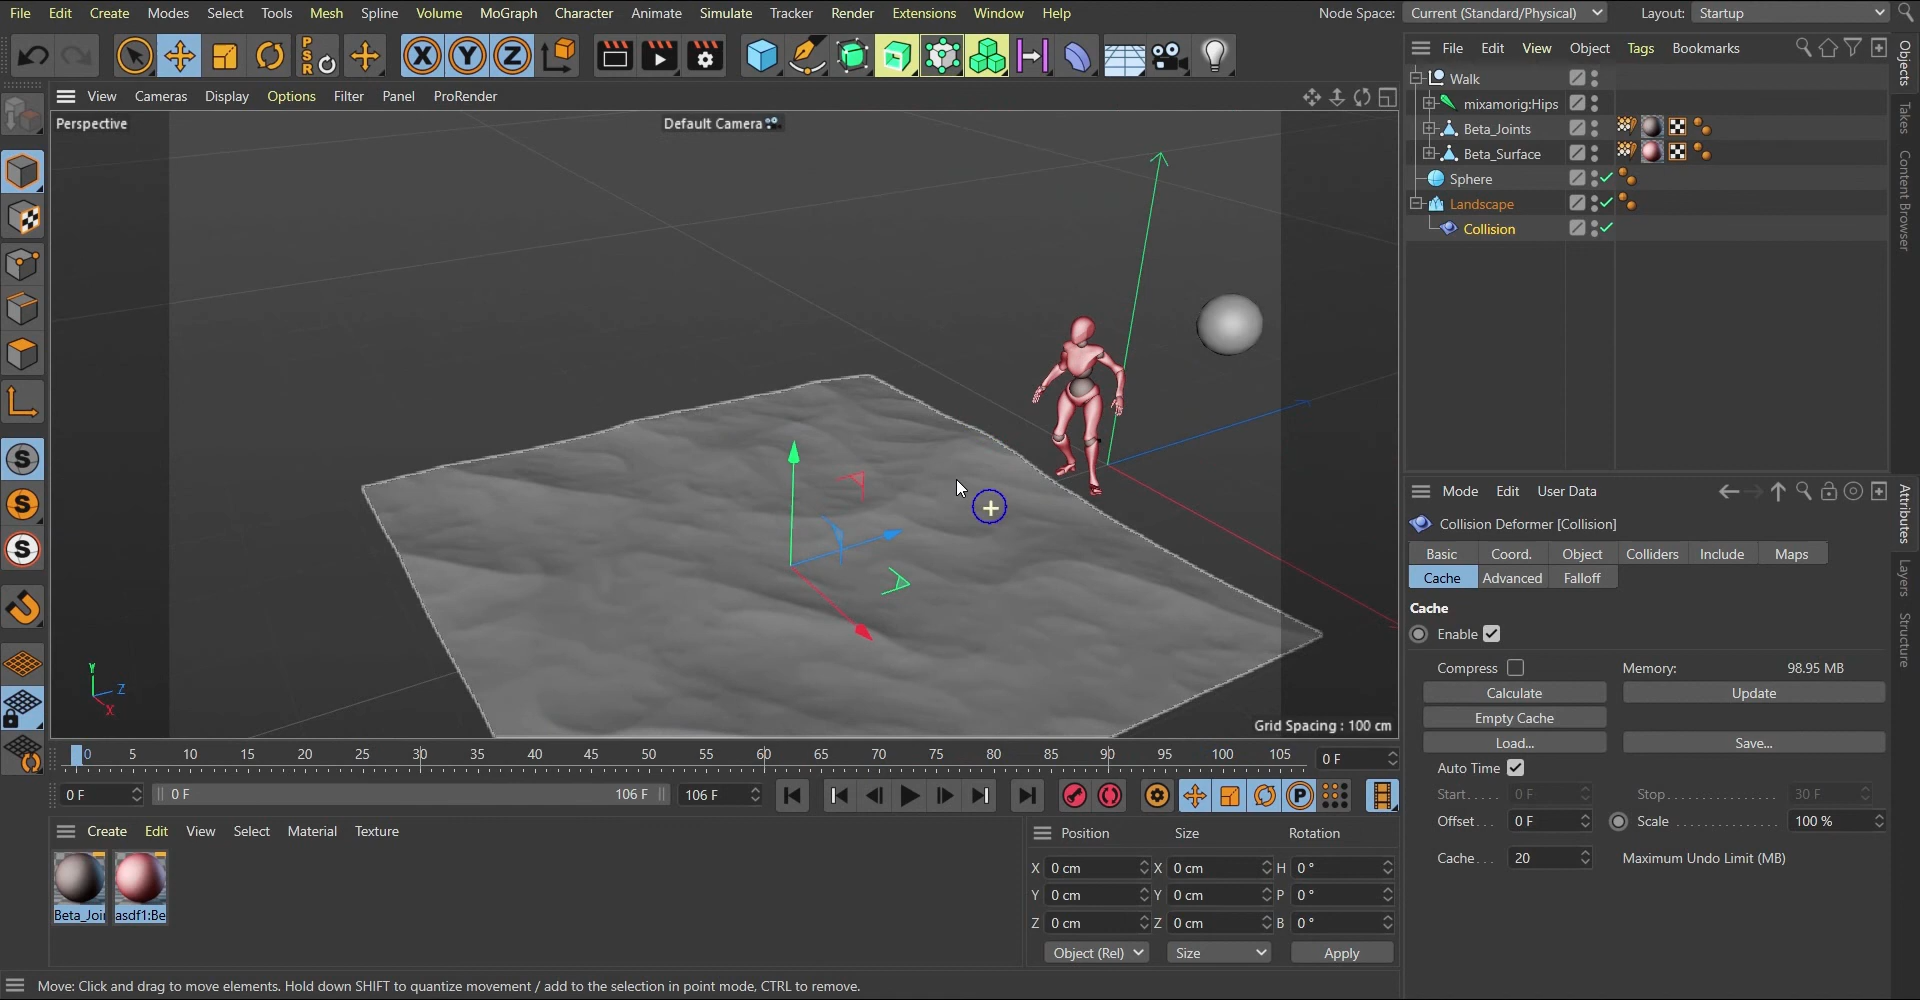 File Edit Create Modes Select Tools Mesh Spline Volume MoGraph Character Animate Simulate Tracker Render Extensions Window Help Node Space: Current (Standard/Physical) Layout: Startup
PSR X Y Z
File Edit View Object Tags Bookmarks
View Cameras Display Options Filter Panel ProRender
Perspective
Default Camera
Walk
mixamorig:Hips
Beta_Joints
Beta_Surface
Sphere
Landscape
Collision
Objects
Takes
Content Browser
S
S
S
Y
Z
X
Grid Spacing : 100 cm
Mode Edit User Data
Collision Deformer [Collision]
Basic Coord. Object Colliders Include Maps
Cache Advanced Falloff
Cache
Enable
Compress Memory: 98.95 MB
Calculate Update
Empty Cache
Load... Save...
Auto Time
Start..... 0 F Stop............... 30 F
Offset... 0 F Scale .............. 100 %
Cache... 20 Maximum Undo Limit (MB)
Attributes
Layers
Structure
0 5 10 15 20 25 30 35 40 45 50 55 60 65 70 75 80 85 90 95 100 105 0 F
0 F 0 F 106 F 106 F P
Create Edit View Select Material Texture
Beta_Joi asdf1:Be
Position Size Rotation
X 0 cm X 0 cm H 0 °
Y 0 cm Y 0 cm P 0 °
Z 0 cm Z 0 cm B 0 °
Object (Rel) Size Apply
Move: Click and drag to move elements. Hold down SHIFT to quantize movement / add to the selection in point mode, CTRL to remove.